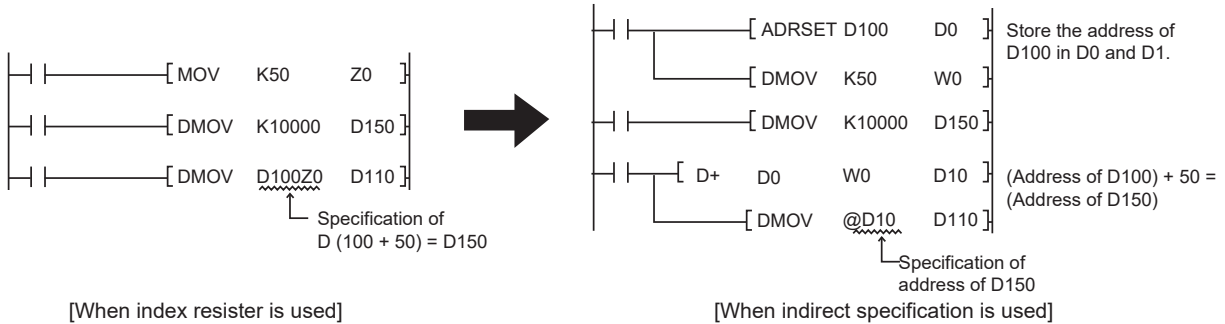 MOV K50 Z0
DMOV K10000 D150
DMOV D100Z0 D110
Specification of
D (100 + 50) = D150
[When index resister is used]
ADRSET D100 D0
Store the address of
D100 in D0 and D1.
DMOV K50 W0
DMOV K10000 D150
D+ D0 W0 D10
(Address of D100) + 50 =
(Address of D150)
DMOV @D10 D110
Specification of
address of D150
[When indirect specification is used]